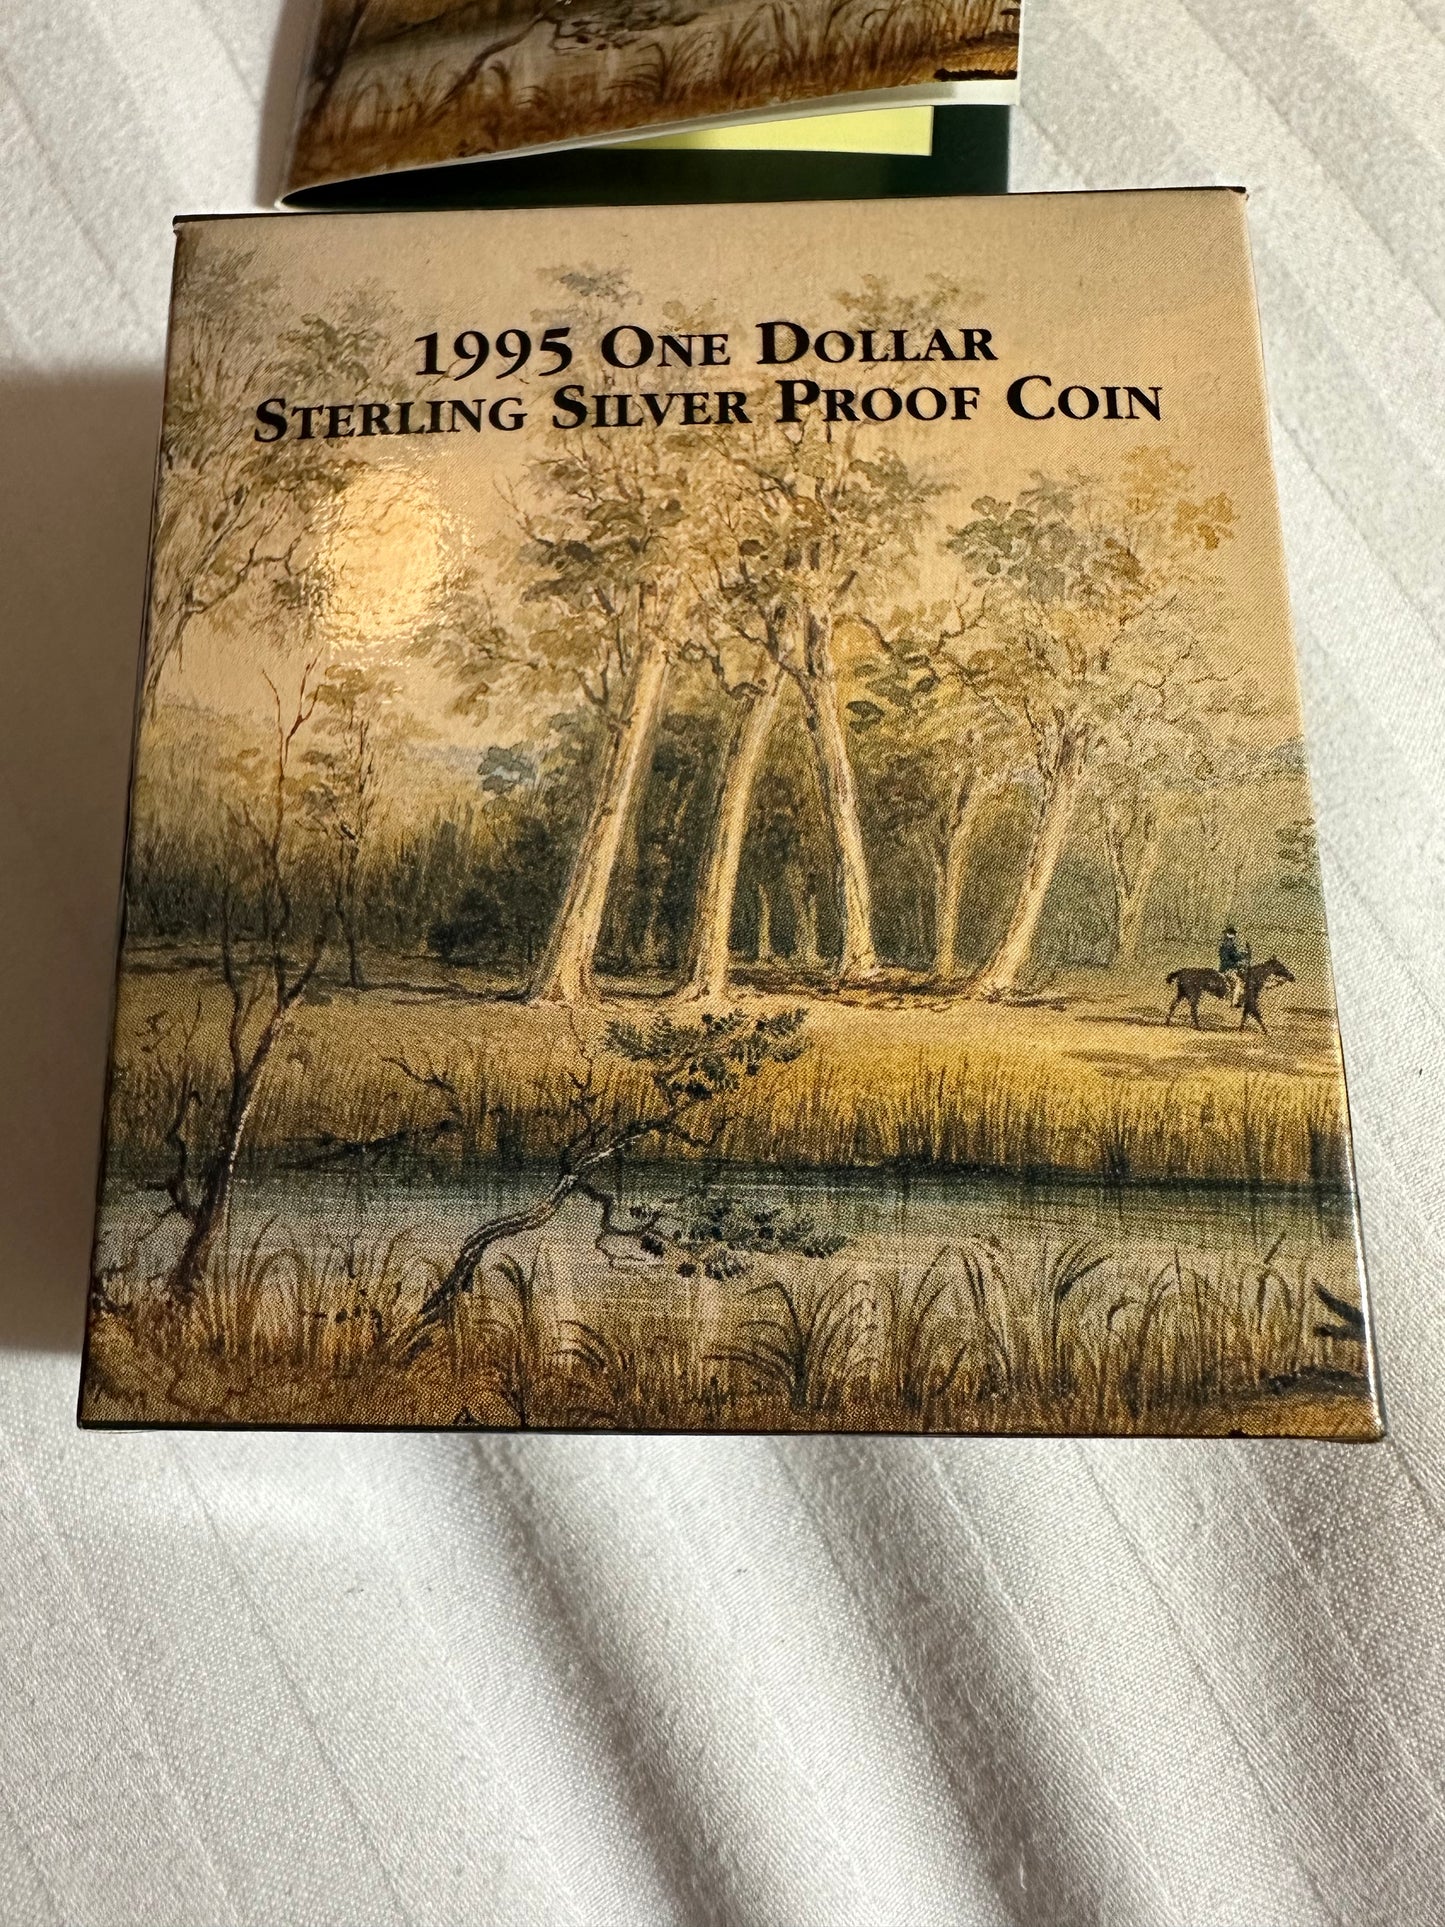 1995 ONE DOLLAR
STERLING SILVER PROOF COIN